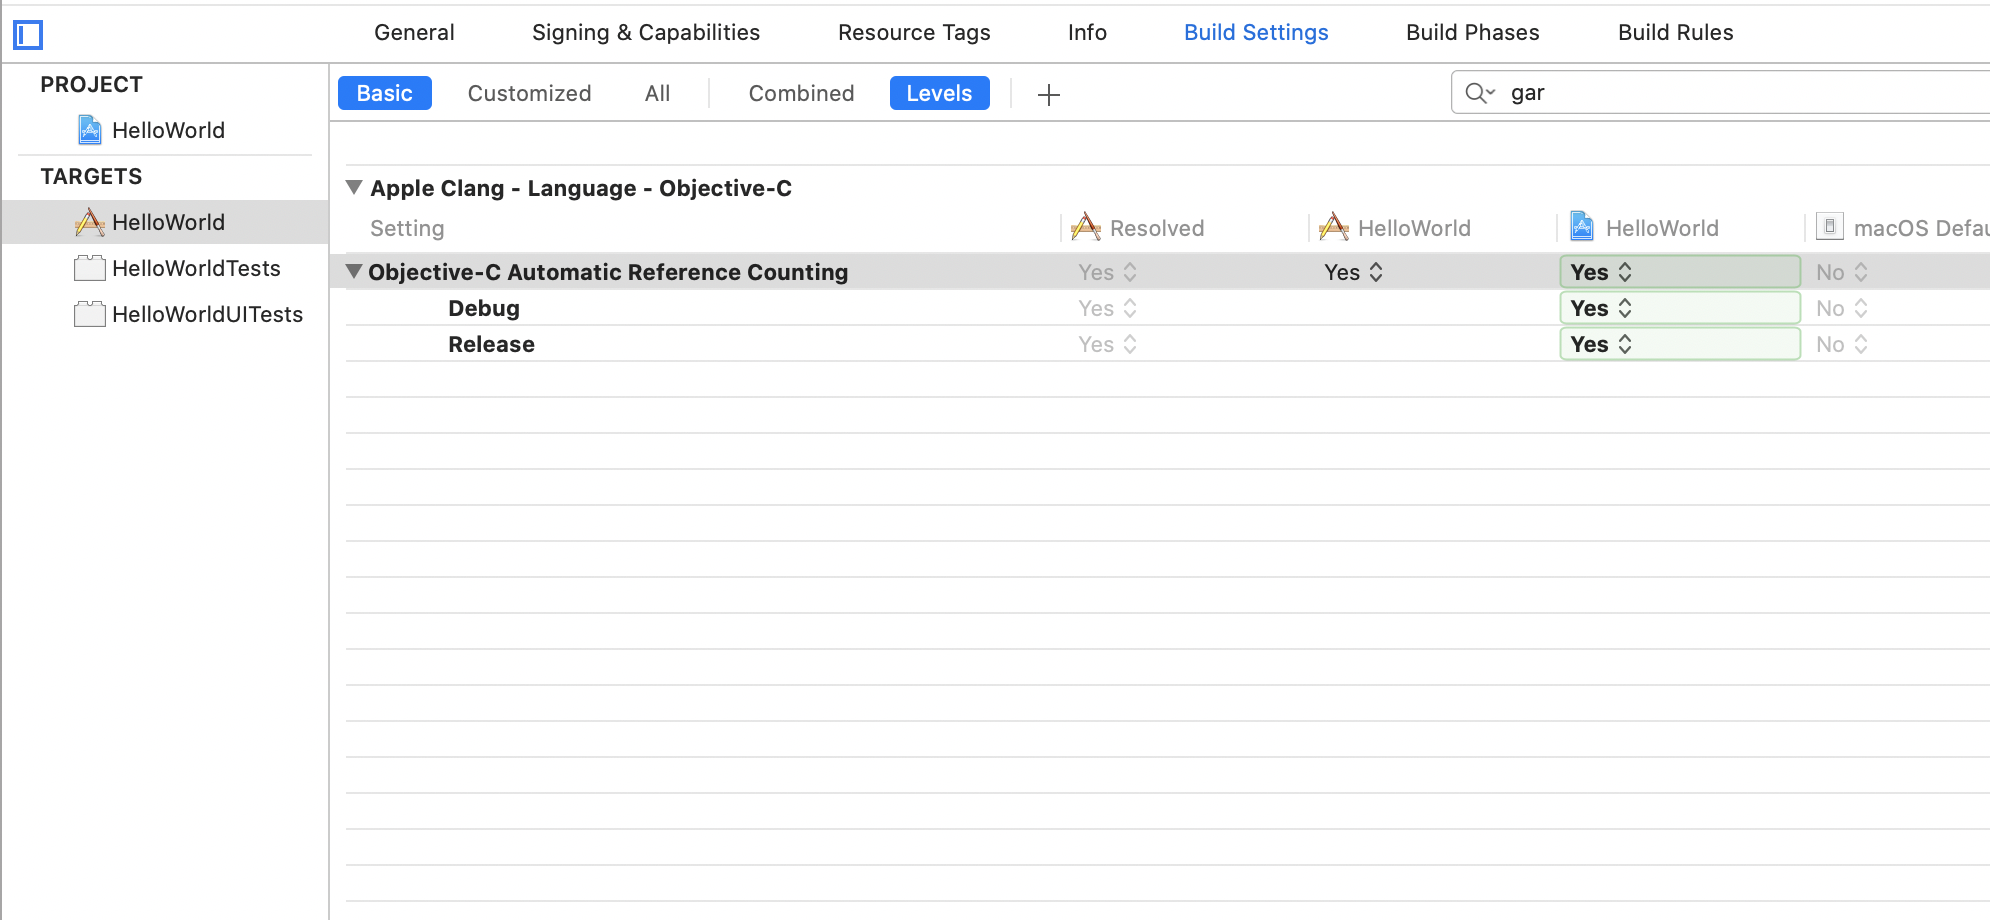 General Signing & Capabilities Resource Tags Info Build Settings Build Phases Build Rules
PROJECT
HelloWorld
TARGETS
HelloWorld
HelloWorldTests
HelloWorldUITests
Basic Customized All Combined Levels + gar
Apple Clang - Language - Objective-C
Setting Resolved HelloWorld HelloWorld macOS Defau
Objective-C Automatic Reference Counting Yes Yes Yes No
Debug Yes Yes No
Release Yes Yes No